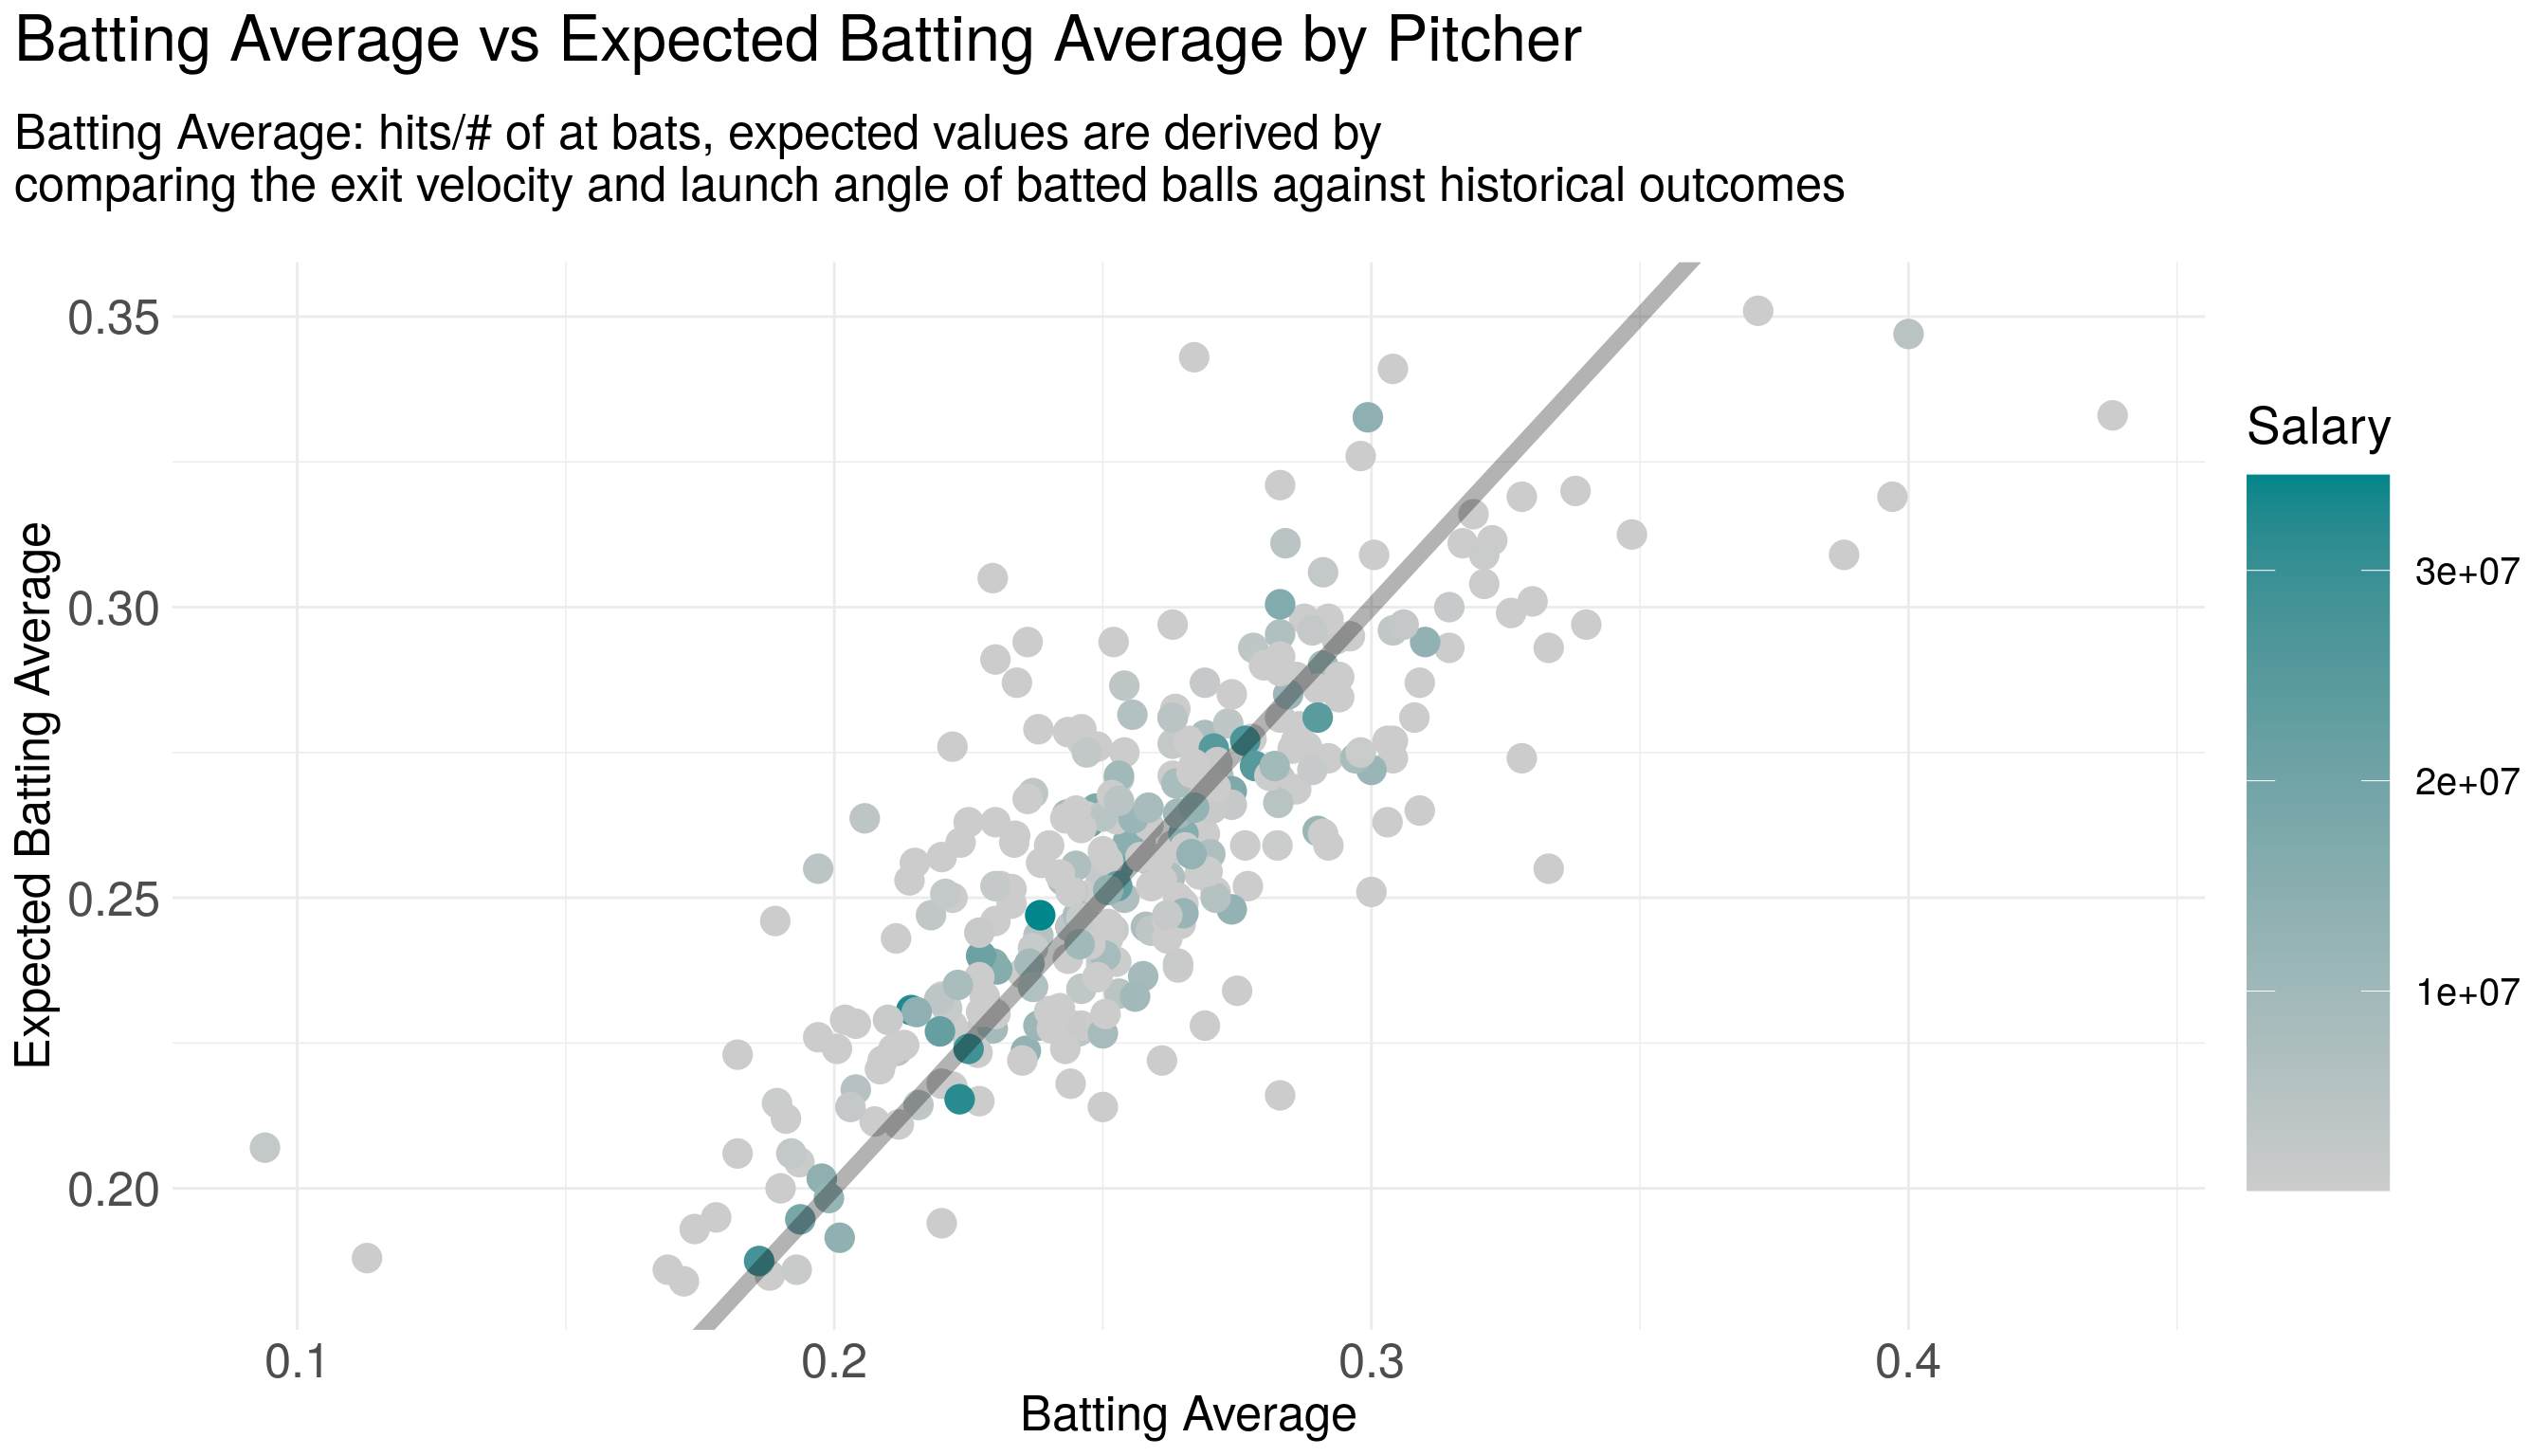 Batting Average vs Expected Batting Average by Pitcher
Batting Average: hits/# of at bats, expected values are derived by
comparing the exit velocity and launch angle of batted balls against historical outcomes
Expected Batting Average
0.35
0.30
0.25
0.20
0.1
0.2
0.3
0.4
Batting Average
Salary
3e+07
2e+07
1e+07